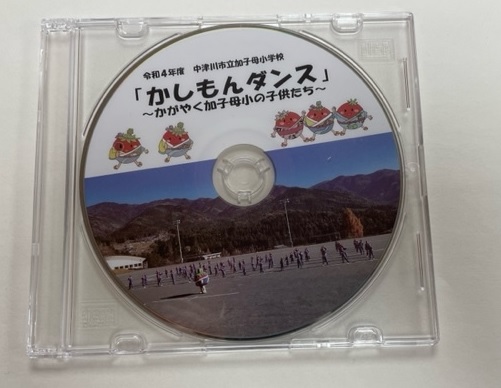 令和4年度 中津川市立加子母小学校
「かしもんダンス」
~かがやく加子母小の子供たち~